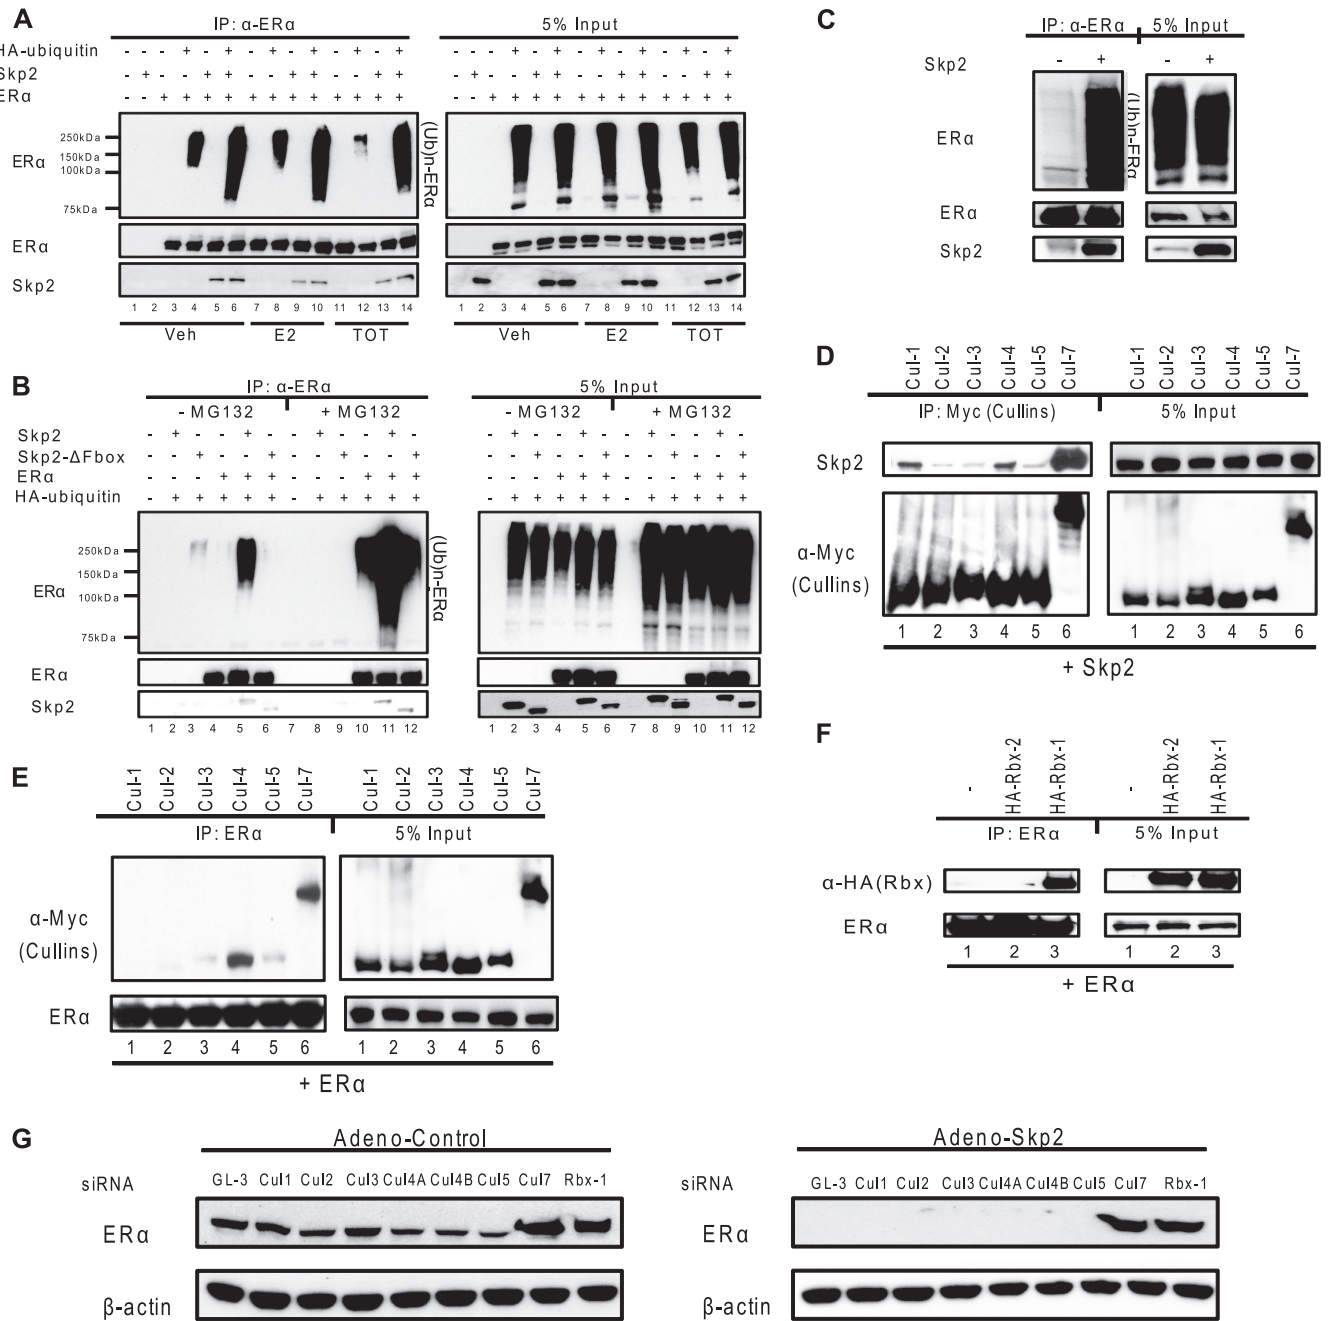 A
IP: α-ERα
5% Input
HA-ubiquitin - - - + - + - + - + - + - + - - - + - + - + - + - + - +
Skp2 - + - - + + - - + + - - + + - + - - + + - - + + - - + +
ERα - - + + + + + + + + + + + + - - + + + + + + + + + + + +
ERα
250kDa
150kDa
100kDa
75kDa
(Ub)n-ERα
ERα
Skp2
1 2 3 4 5 6 7 8 9 10 11 12 13 14 1 2 3 4 5 6 7 8 9 10 11 12 13 14
Veh E2 TOT Veh E2 TOT
B
IP: α-ERα
5% Input
- MG132 + MG132 - MG132 + MG132
Skp2 - + - - + - - + - - + - - + - - + - - + - - + -
Skp2-ΔFbox - - + - - + - - + - - + - - + - - + - - + - - +
ERα - - - + + + - - - + + + - - - + + + - - - + + +
HA-ubiquitin - + + + + + - + + + + + - + + + + + - + + + + +
ERα
250kDa
150kDa
100kDa
75kDa
(Ub)n-ERα
ERα
Skp2
1 2 3 4 5 6 7 8 9 10 11 12 1 2 3 4 5 6 7 8 9 10 11 12
C
IP: α-ERα 5% Input
Skp2 - + - +
ERα
(Ub)n-ERα
ERα
Skp2
D
Cul-1 Cul-2 Cul-3 Cul-4 Cul-5 Cul-7 Cul-1 Cul-2 Cul-3 Cul-4 Cul-5 Cul-7
IP: Myc (Cullins) 5% Input
Skp2
α-Myc
(Cullins)
1 2 3 4 5 6 1 2 3 4 5 6
+ Skp2
E
Cul-1 Cul-2 Cul-3 Cul-4 Cul-5 Cul-7 Cul-1 Cul-2 Cul-3 Cul-4 Cul-5 Cul-7
IP: ERα 5% Input
α-Myc
(Cullins)
ERα
1 2 3 4 5 6 1 2 3 4 5 6
+ ERα
F
- HA-Rbx-2 HA-Rbx-1 - HA-Rbx-2 HA-Rbx-1
IP: ERα 5% Input
α-HA(Rbx)
ERα
1 2 3 1 2 3
+ ERα
G
Adeno-Control
siRNA GL-3 Cul1 Cul2 Cul3 Cul4A Cul4B Cul5 Cul7 Rbx-1
ERα
β-actin
Adeno-Skp2
siRNA GL-3 Cul1 Cul2 Cul3 Cul4A Cul4B Cul5 Cul7 Rbx-1
ERα
β-actin